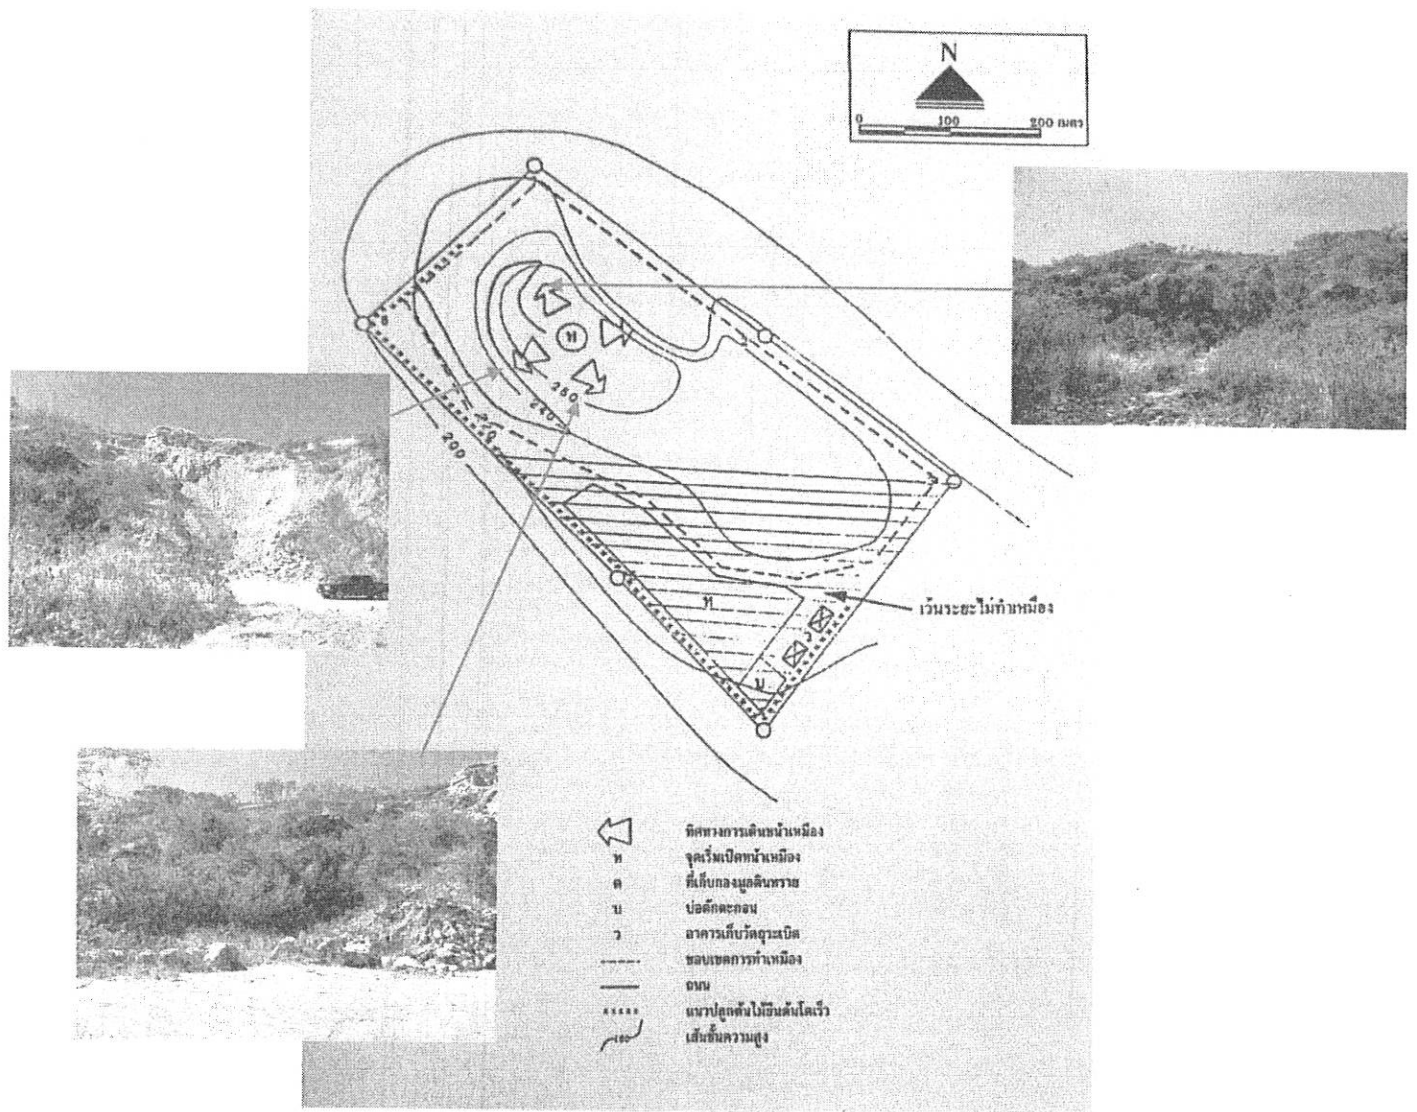 N
0 100 200 เมตร
ท
260
240
220
200
ท
เว้นระยะไม่ทำเหมือง
ว
บ
ทิศทางการเดินหน้าเหมือง
ท จุดเริ่มเปิดหน้าเหมือง
ด ที่เก็บกองมูลดินทราย
บ บ่อดักตะกอน
ว อาคารเก็บวัตถุระเบิด
ขอบเขตการทำเหมือง
ถนน
แนวปลูกต้นไม้ยืนต้นโตเร็ว
เส้นชั้นความสูง